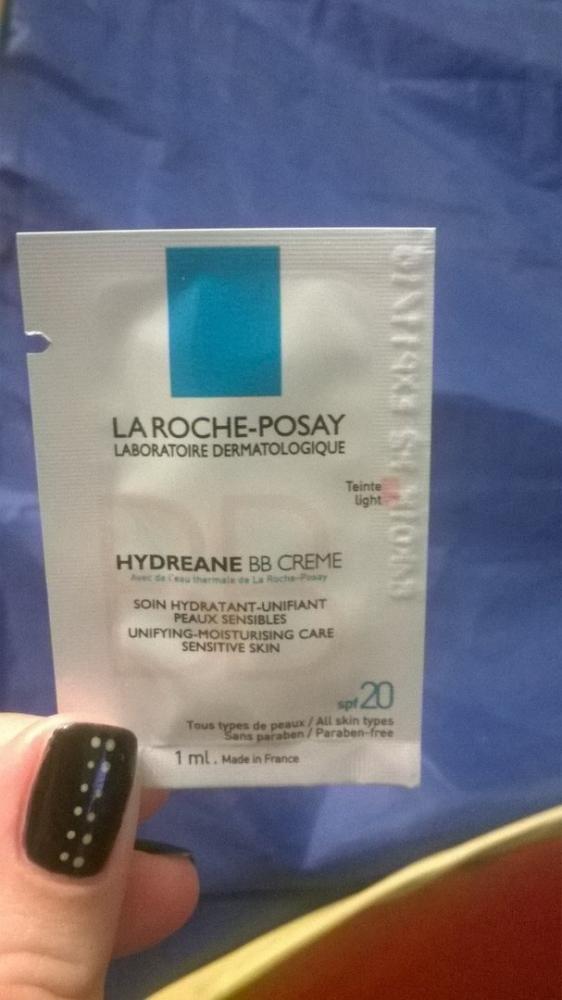 LA ROCHE-POSAY
LABORATOIRE DERMATOLOGIQUE
Teinte
light
HYDREANE BB CREME
Avec de l'eau thermale de La Roche-Posay
SOIN HYDRATANT-UNIFIANT
PEAUX SENSIBLES
UNIFYING-MOISTURISING CARE
SENSITIVE SKIN
spf 20
Tous types de peaux / All skin types
Sans paraben / Paraben-free
1 ml. Made in France